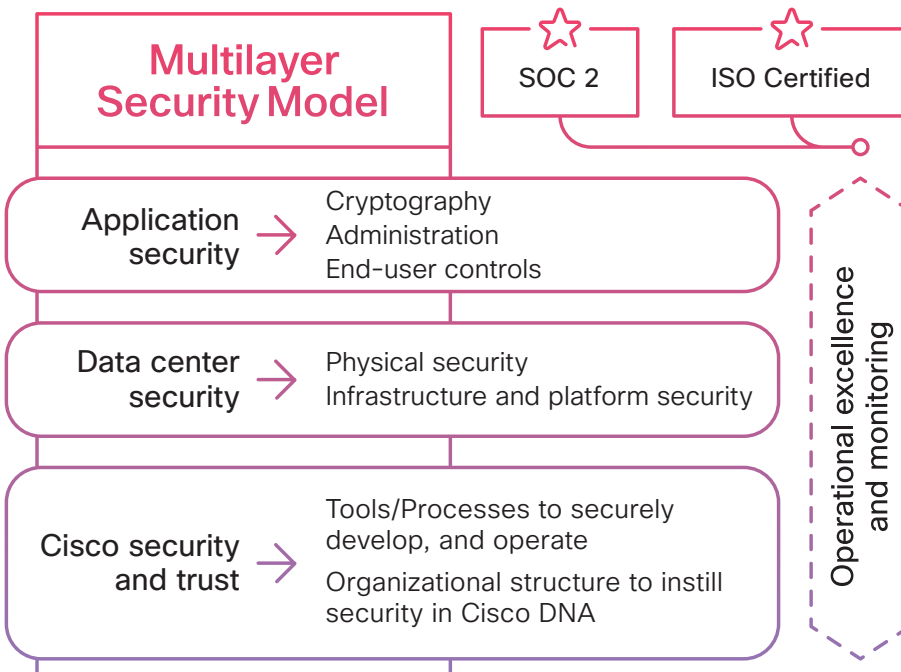 Multilayer
Security Model
SOC 2
ISO Certified
Application
security
Cryptography
Administration
End-user controls
Data center
security
Physical security
Infrastructure and platform security
Cisco security
and trust
Tools/Processes to securely
develop, and operate
Organizational structure to instill
security in Cisco DNA
Operational excellence
and monitoring